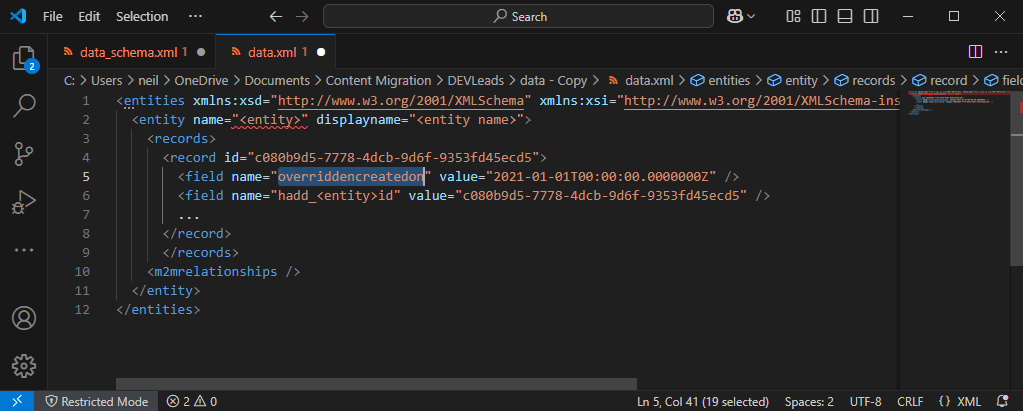 File Edit Selection ... Search
data_schema.xml 1 data.xml 1
C: > Users > neil > OneDrive > Documents > Content Migration > DEVLeads > data - Copy > data.xml > entities > entity > records > record > field
2
1 <entities xmlns:xsd="http://www.w3.org/2001/XMLSchema" xmlns:xsi="http://www.w3.org/2001/XMLSchema-ins
2 <entity name="<entity>" displayname="<entity name>">
3 <records>
4 <record id="c080b9d5-7778-4dcb-9d6f-9353fd45ecd5">
5 <field name="overriddencreatedon" value="2021-01-01T00:00:00.0000000Z" />
6 <field name="hadd_<entity>id" value="c080b9d5-7778-4dcb-9d6f-9353fd45ecd5" />
7 ...
8 </record>
9 </records>
10 <m2mrelationships />
11 </entity>
12 </entities>
Restricted Mode 2 0 Ln 5, Col 41 (19 selected) Spaces: 2 UTF-8 CRLF {} XML